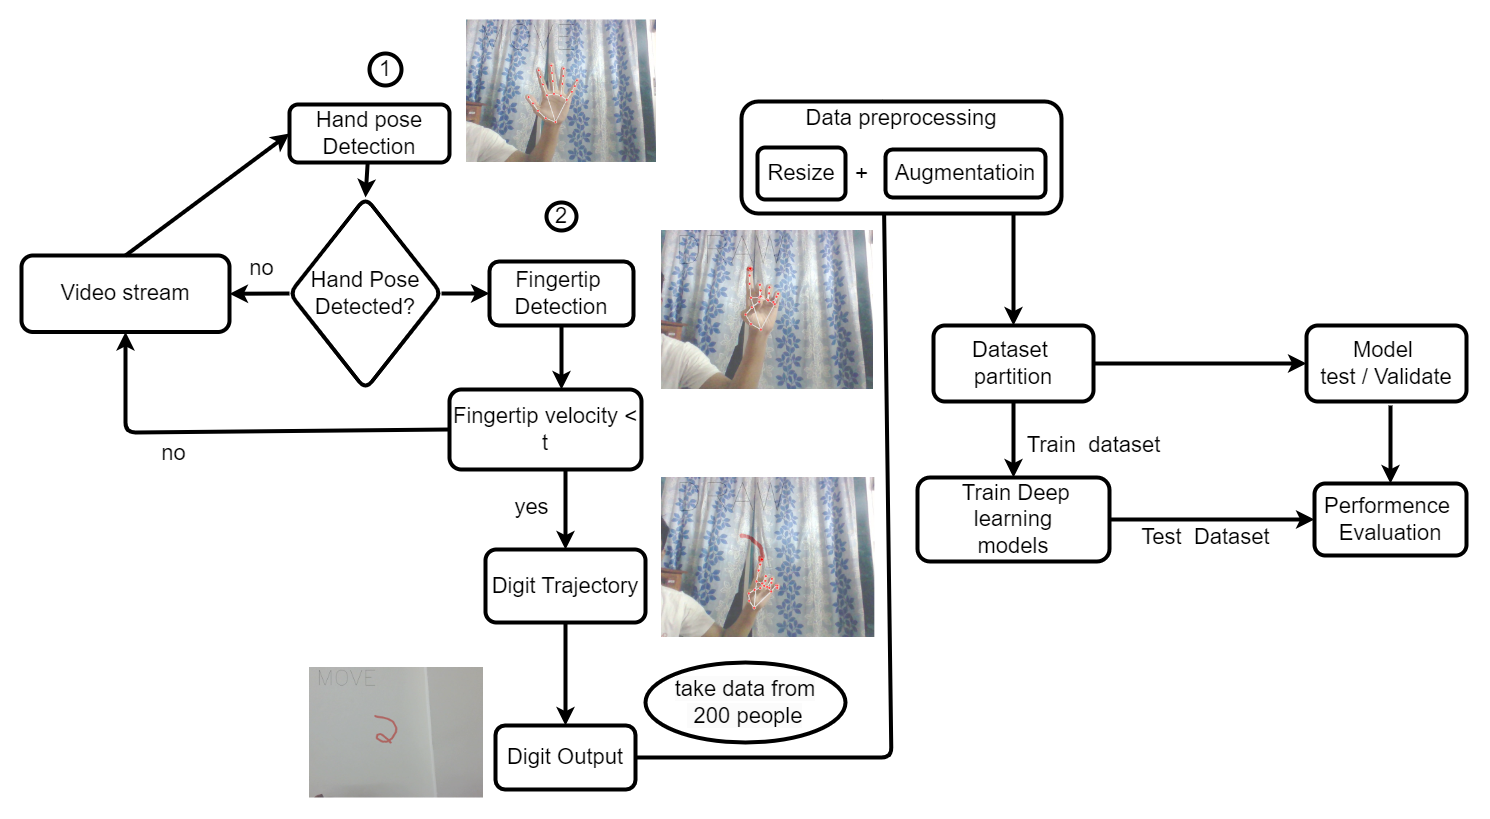 1
MOVE
Hand pose
Detection
Data preprocessing
Resize
+
Augmentatioin
2
Video stream
no
Hand Pose
Detected?
Fingertip
Detection
DRAW
Dataset
partition
Model
test / Validate
Fingertip velocity <
t
no
Train dataset
yes
Train Deep
learning
models
Test Dataset
Performence
Evaluation
DRAW
Digit Trajectory
MOVE
2
take data from
200 people
Digit Output